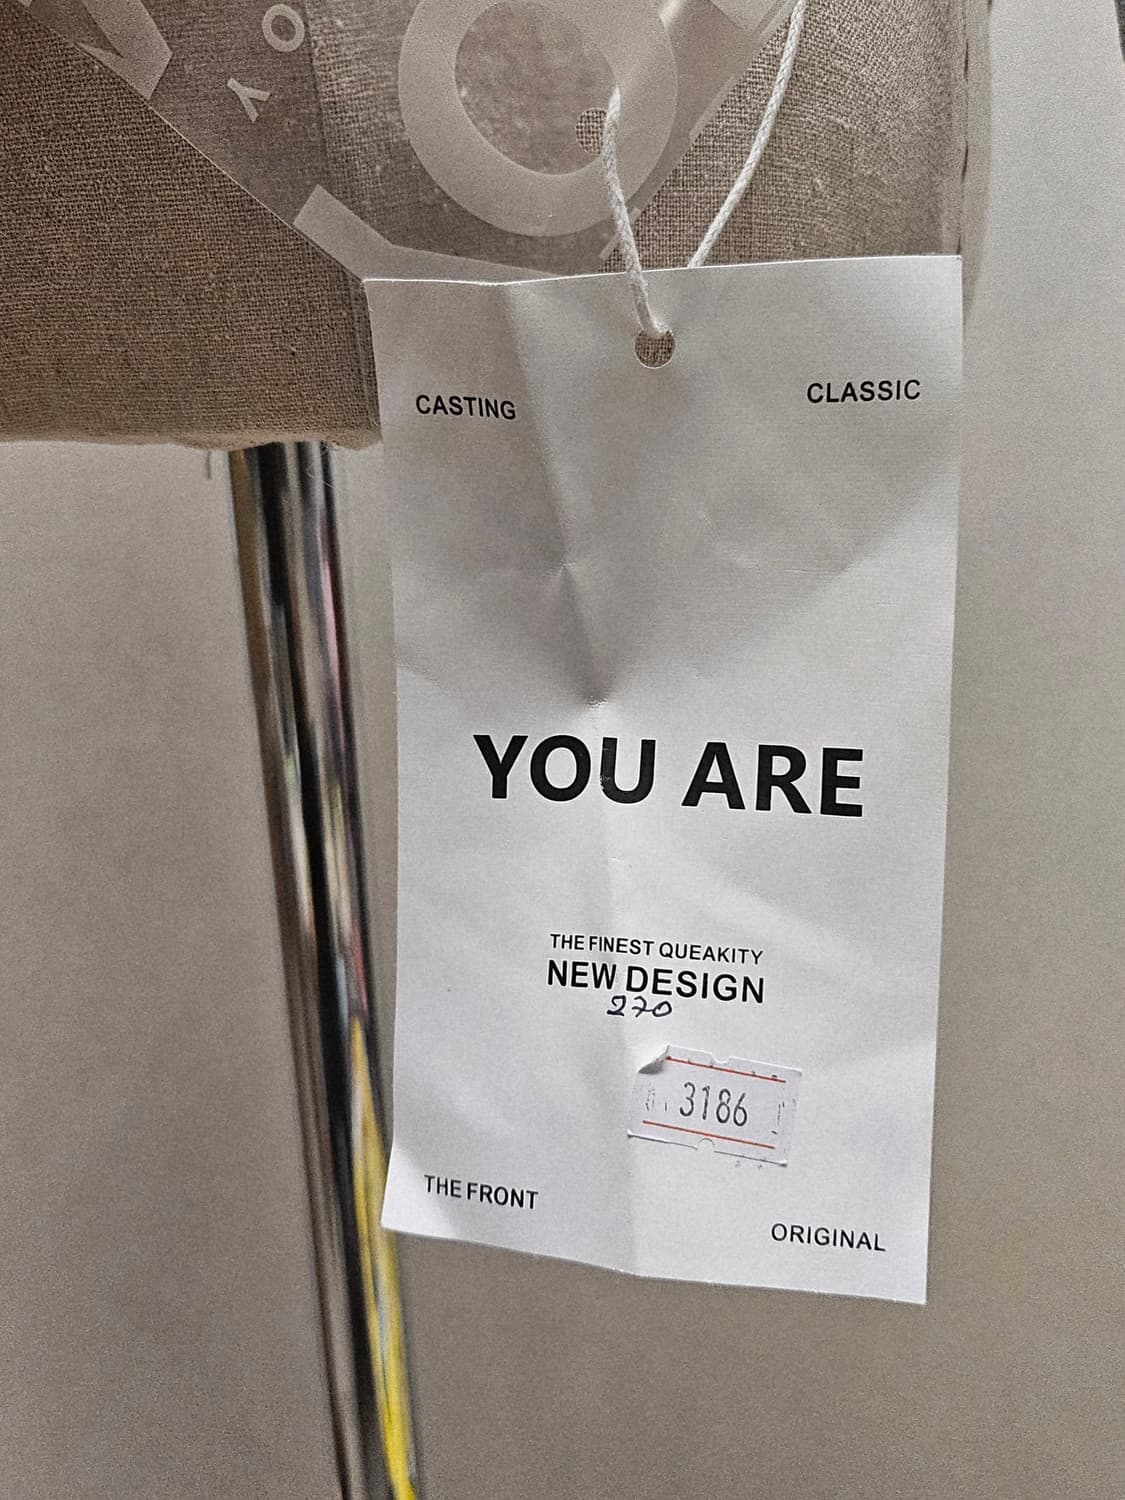 Y O
CASTING
CLASSIC
YOU ARE
THE FINEST QUEAKITY
NEW DESIGN
270
3186
THE FRONT
ORIGINAL